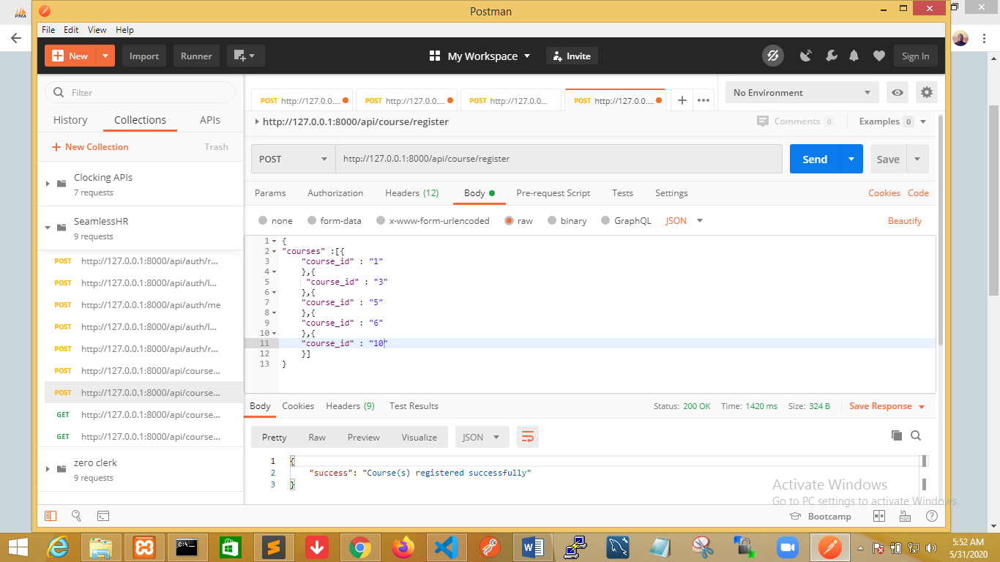 PMA
Postman
File Edit View Help
New Import Runner My Workspace Invite Sign In
Filter
History Collections APIs
New Collection Trash
Clocking APIs
7 requests
SeamlessHR
9 requests
POST http://127.0.0.1:8000/api/auth/r...
POST http://127.0.0.1:8000/api/auth/l...
POST http://127.0.0.1:8000/api/auth/me
POST http://127.0.0.1:8000/api/auth/l...
POST http://127.0.0.1:8000/api/auth/r...
POST http://127.0.0.1:8000/api/course...
POST http://127.0.0.1:8000/api/course...
GET http://127.0.0.1:8000/api/course...
GET http://127.0.0.1:8000/api/course...
zero clerk
9 requests
POST http://127.0.0.... POST http://127.0.0.... POST http://127.0.0... POST http://127.0.0.... No Environment
http://127.0.0.1:8000/api/course/register Comments 0 Examples 0
POST http://127.0.0.1:8000/api/course/register Send Save
Params Authorization Headers (12) Body Pre-request Script Tests Settings Cookies Code
none form-data x-www-form-urlencoded raw binary GraphQL JSON Beautify
1 {
2 "courses" :[{
3 "course_id" : "1"
4 },{
5 "course_id" : "3"
6 },{
7 "course_id" : "5"
8 },{
9 "course_id" : "6"
10 },{
11 "course_id" : "10"
12 }]
13 }
Body Cookies Headers (9) Test Results Status: 200 OK Time: 1420 ms Size: 324 B Save Response
Pretty Raw Preview Visualize JSON
1 {
2 "success": "Course(s) registered successfully"
3 }
Activate Windows
Go to PC settings to activate Windows.
Bootcamp
5:52 AM
5/31/2020